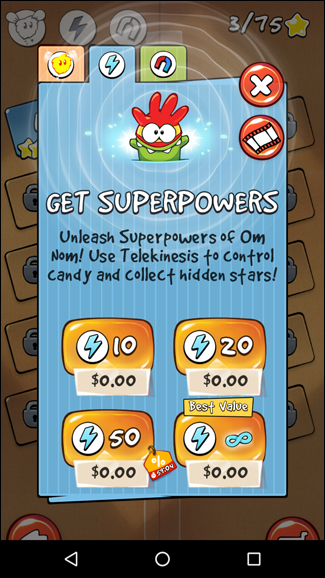 3/75
GET SUPERPOWERS
Unleash Superpowers of Om
Nom! Use Telekinesis to control
candy and collect hidden stars!
10
20
$0.00
$0.00
Best Value
50
∞
$0.00
$0.00